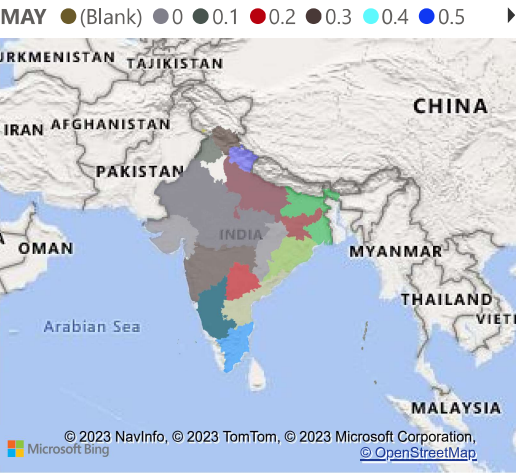 MAY (Blank) 0 0.1 0.2 0.3 0.4 0.5
URKMENISTAN
TAJIKISTAN
CHINA
IRAN AFGHANISTAN
PAKISTAN
INDIA
OMAN
MYANMAR
THAILAND
VIET
Arabian Sea
MALAYSIA
© 2023 NavInfo, © 2023 TomTom, © 2023 Microsoft Corporation,
Microsoft Bing © OpenStreetMap